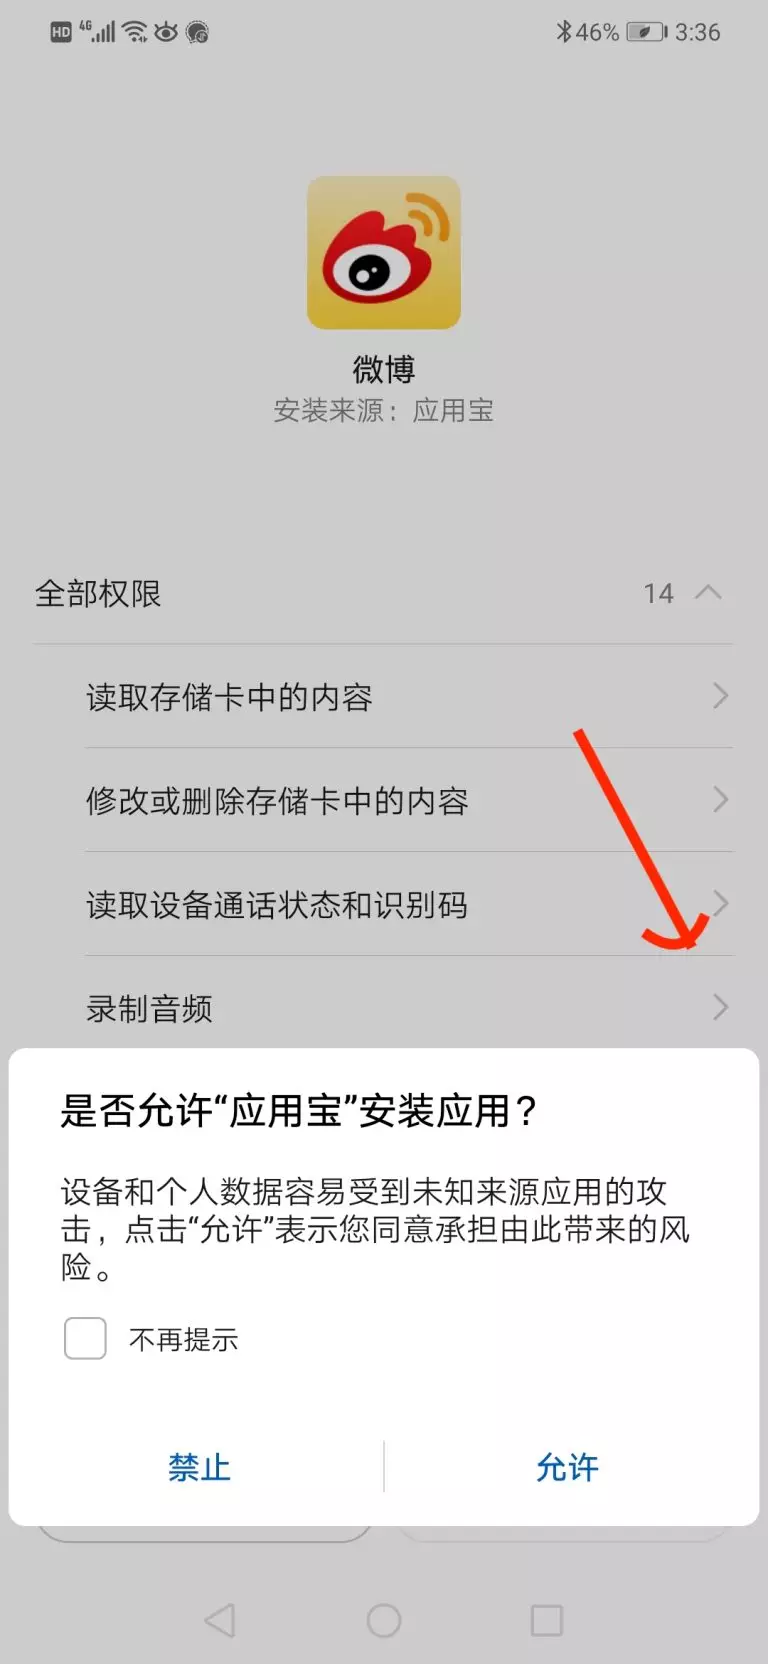 HD 4G 46% 3:36
微博
安装来源：应用宝
全部权限 14
读取存储卡中的内容
修改或删除存储卡中的内容
读取设备通话状态和识别码
录制音频
是否允许“应用宝”安装应用？
设备和个人数据容易受到未知来源应用的攻
击，点击“允许”表示您同意承担由此带来的风
险。
不再提示
禁止 允许